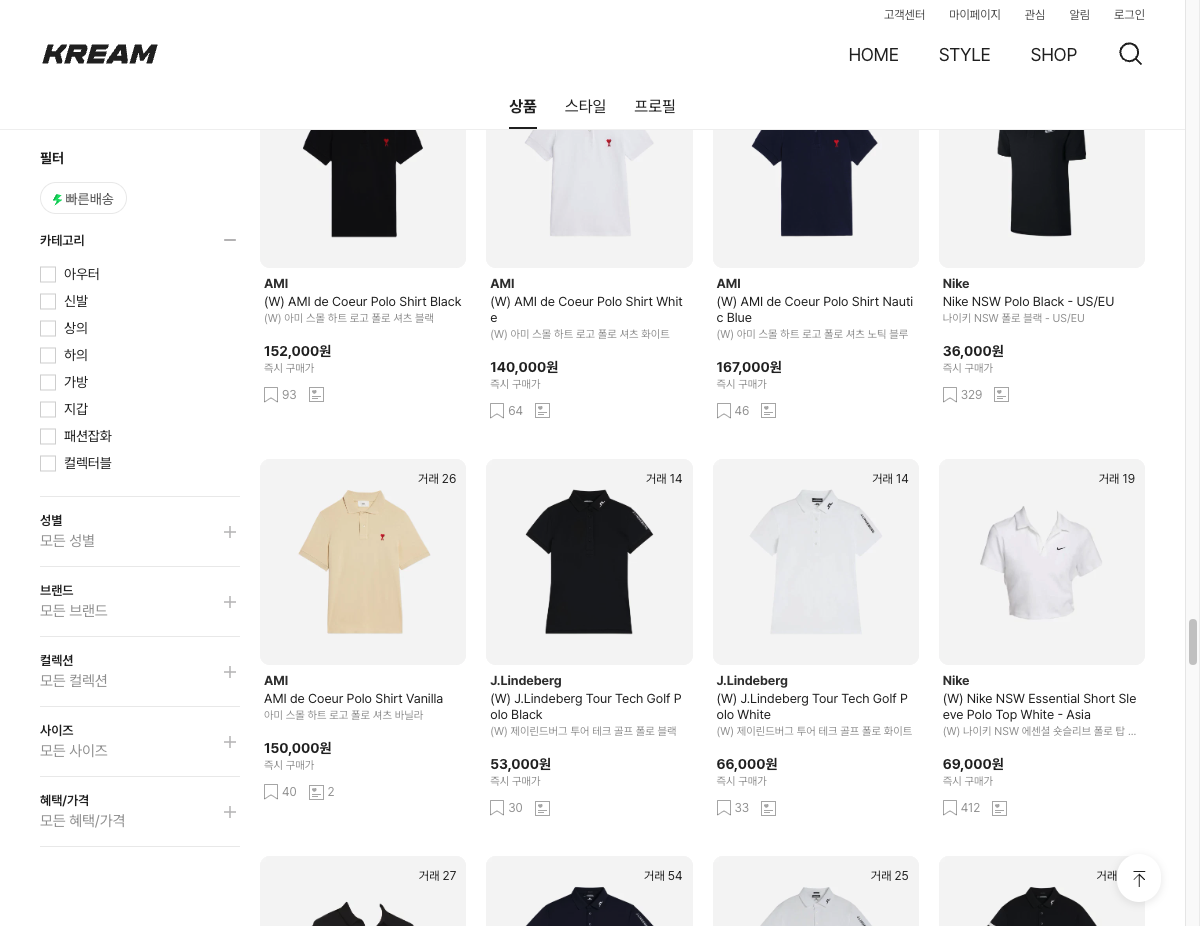 고객센터 마이페이지 관심 알림 로그인
KREAM
HOME STYLE SHOP
상품 스타일 프로필
필터
빠른배송
카테고리
아우터
신발
상의
하의
가방
지갑
패션잡화
컬렉터블
성별
모든 성별
브랜드
모든 브랜드
컬렉션
모든 컬렉션
사이즈
모든 사이즈
혜택/가격
모든 혜택/가격
AMI
(W) AMI de Coeur Polo Shirt Black
(W) 아미 스몰 하트 로고 폴로 셔츠 블랙
152,000원
즉시 구매가
93
AMI
(W) AMI de Coeur Polo Shirt Whit
e
(W) 아미 스몰 하트 로고 폴로 셔츠 화이트
140,000원
즉시 구매가
64
AMI
(W) AMI de Coeur Polo Shirt Nauti
c Blue
(W) 아미 스몰 하트 로고 폴로 셔츠 노틱 블루
167,000원
즉시 구매가
46
Nike
Nike NSW Polo Black - US/EU
나이키 NSW 폴로 블랙 - US/EU
36,000원
즉시 구매가
329
거래 26
AMI
AMI de Coeur Polo Shirt Vanilla
아미 스몰 하트 로고 폴로 셔츠 바닐라
150,000원
즉시 구매가
40 2
거래 14
J.Lindeberg
(W) J.Lindeberg Tour Tech Golf P
olo Black
(W) 제이린드버그 투어 테크 골프 폴로 블랙
53,000원
즉시 구매가
30
거래 14
J.Lindeberg
(W) J.Lindeberg Tour Tech Golf P
olo White
(W) 제이린드버그 투어 테크 골프 폴로 화이트
66,000원
즉시 구매가
33
거래 19
Nike
(W) Nike NSW Essential Short Sle
eve Polo Top White - Asia
(W) 나이키 NSW 에센셜 숏슬리브 폴로 탑 ...
69,000원
즉시 구매가
412
거래 27
거래 54
거래 25
거래